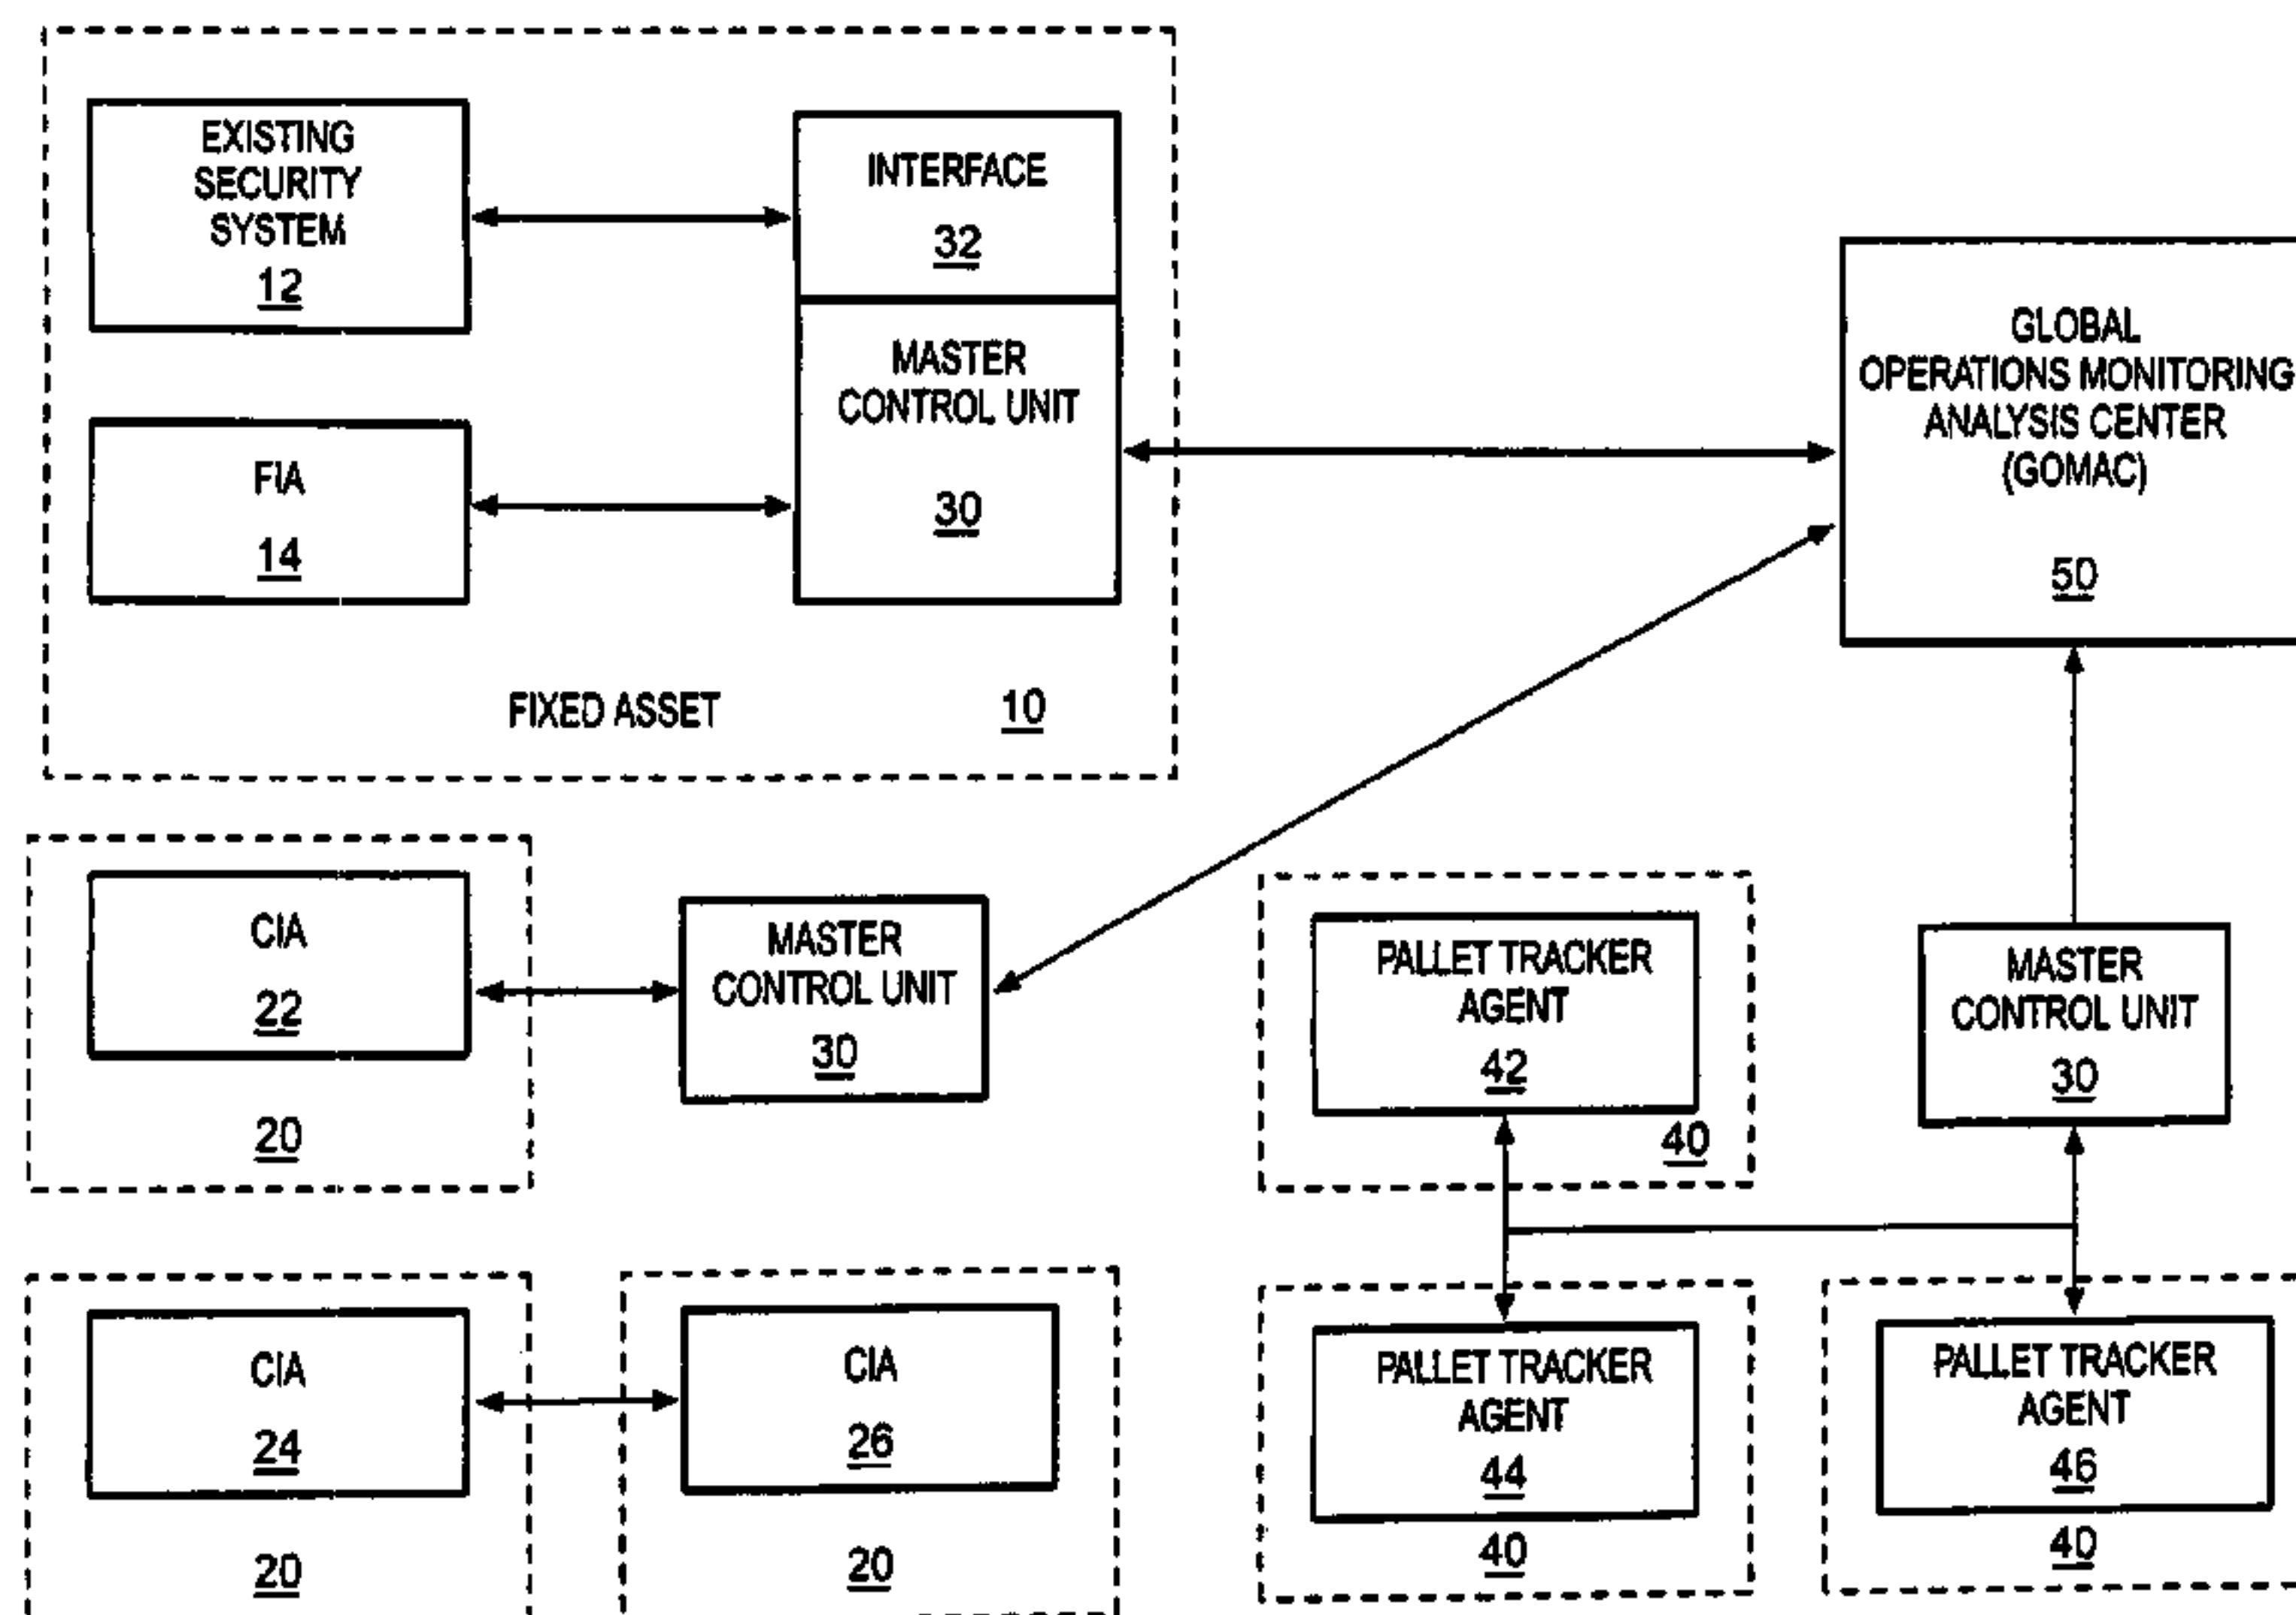 EXISTING
SECURITY
SYSTEM
12
INTERFACE
32
MASTER
CONTROL UNIT
30
FIA
14
FIXED ASSET
10
GLOBAL
OPERATIONS MONITORING
ANALYSIS CENTER
(GOMAC)
50
CIA
22
20
MASTER
CONTROL UNIT
30
PALLET TRACKER
AGENT
42
40
MASTER
CONTROL UNIT
30
CIA
24
20
CIA
26
20
PALLET TRACKER
AGENT
44
40
PALLET TRACKER
AGENT
46
40